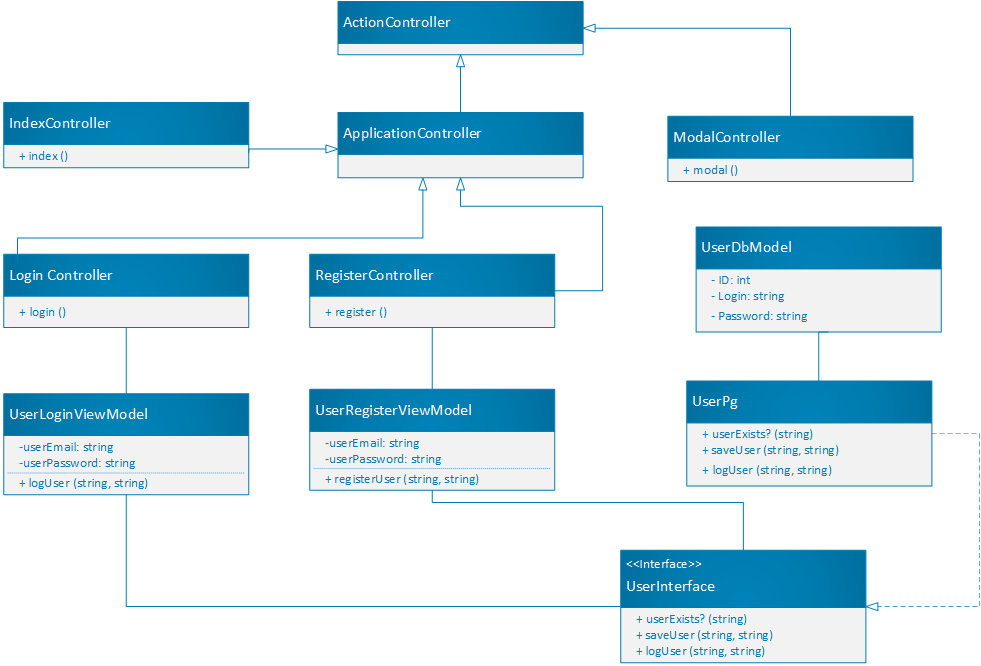 ActionController
IndexController
+ index ()
ApplicationController
ModalController
+ modal ()
Login Controller
+ login ()
RegisterController
+ register ()
UserDbModel
- ID: int
- Login: string
- Password: string
UserLoginViewModel
-userEmail: string
-userPassword: string
+ logUser (string, string)
UserRegisterViewModel
-userEmail: string
-userPassword: string
+ registerUser (string, string)
UserPg
+ userExists? (string)
+ saveUser (string, string)
+ logUser (string, string)
<<Interface>>
UserInterface
+ userExists? (string)
+ saveUser (string, string)
+ logUser (string, string)